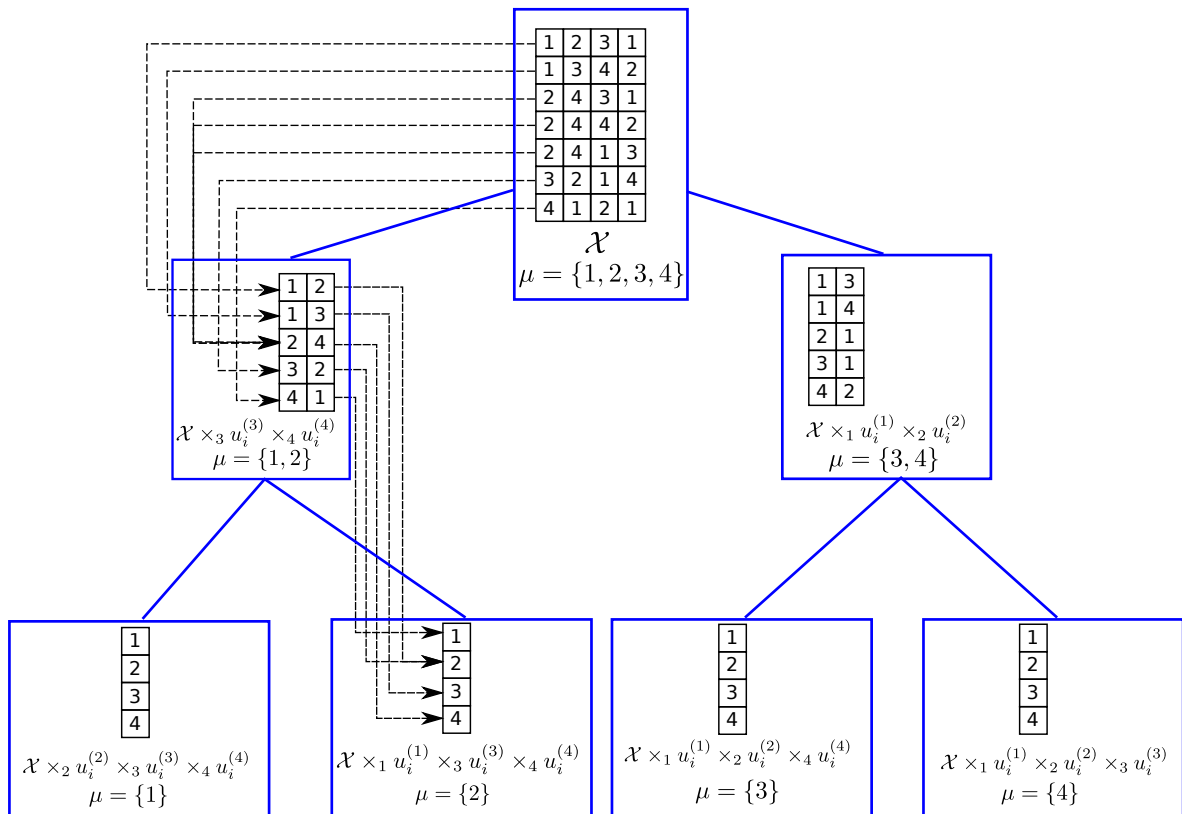 1 2 3 1
1 3 4 2
2 4 3 1
2 4 4 2
2 4 1 3
3 2 1 4
4 1 2 1
𝒳
μ = {1, 2, 3, 4}
1 2
1 3
2 4
3 2
4 1
𝒳 ×₃ u_i^{(3)} ×₄ u_i^{(4)}
μ = {1, 2}
1 3
1 4
2 1
3 1
4 2
𝒳 ×₁ u_i^{(1)} ×₂ u_i^{(2)}
μ = {3, 4}
1
2
3
4
𝒳 ×₂ u_i^{(2)} ×₃ u_i^{(3)} ×₄ u_i^{(4)}
μ = {1}
1
2
3
4
𝒳 ×₁ u_i^{(1)} ×₃ u_i^{(3)} ×₄ u_i^{(4)}
μ = {2}
1
2
3
4
𝒳 ×₁ u_i^{(1)} ×₂ u_i^{(2)} ×₄ u_i^{(4)}
μ = {3}
1
2
3
4
𝒳 ×₁ u_i^{(1)} ×₂ u_i^{(2)} ×₃ u_i^{(3)}
μ = {4}